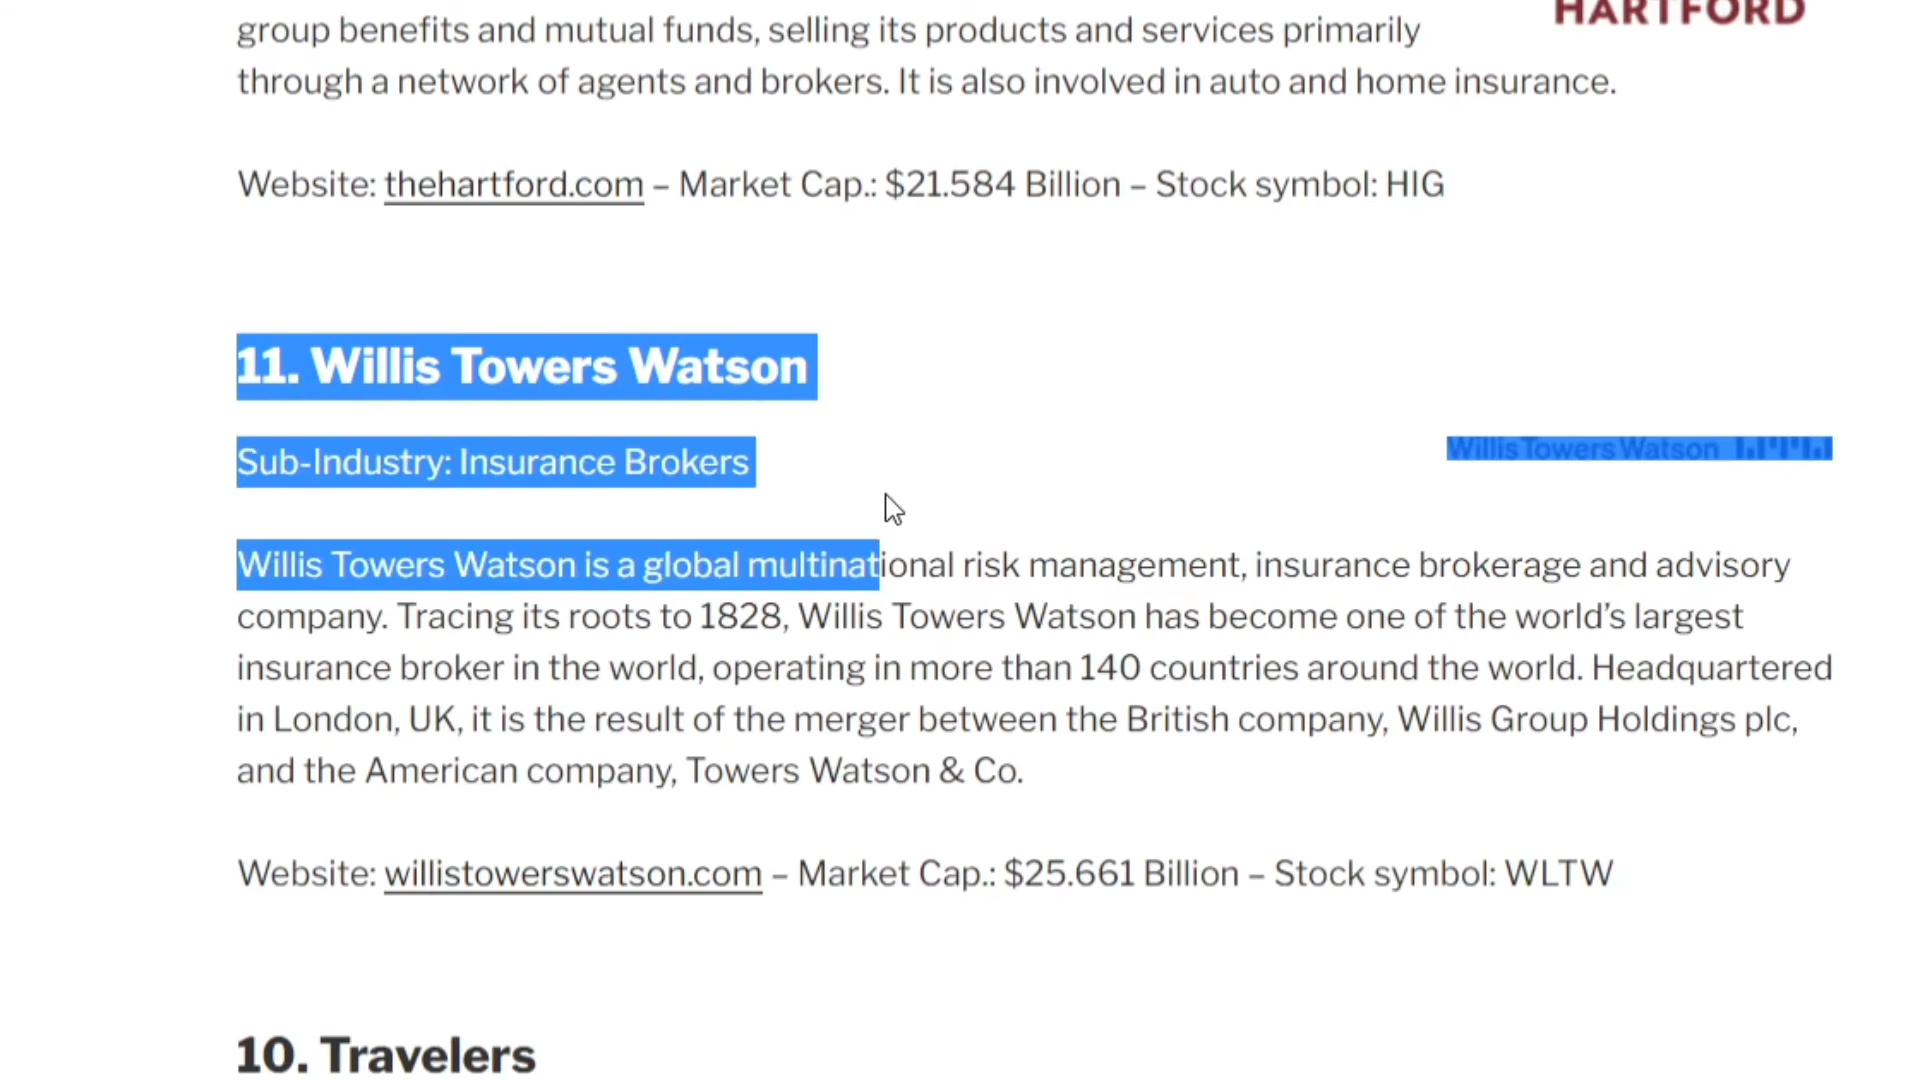 HARTFORD
group benefits and mutual funds, selling its products and services primarily
through a network of agents and brokers. It is also involved in auto and home insurance.
Website: thehartford.com – Market Cap.: $21.584 Billion – Stock symbol: HIG
11. Willis Towers Watson
Sub-Industry: Insurance Brokers
Willis Towers Watson
Willis Towers Watson is a global multinational risk management, insurance brokerage and advisory
company. Tracing its roots to 1828, Willis Towers Watson has become one of the world’s largest
insurance broker in the world, operating in more than 140 countries around the world. Headquartered
in London, UK, it is the result of the merger between the British company, Willis Group Holdings plc,
and the American company, Towers Watson & Co.
Website: willistowerswatson.com – Market Cap.: $25.661 Billion – Stock symbol: WLTW
10. Travelers